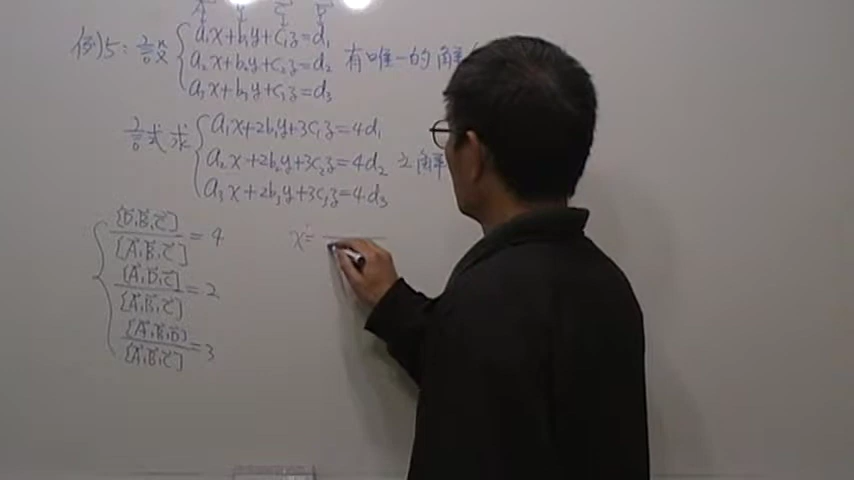 A B C D
例5:設 { a₁x+b₁y+c₁z=d₁
a₂x+b₂y+c₂z=d₂ 有唯一的解
a₃x+b₃y+c₃z=d₃
試求 { a₁x+2b₁y+3c₁z=4d₁
a₂x+2b₂y+3c₂z=4d₂ 之解
a₃x+2b₃y+3c₃z=4d₃
[D,B,C] / [A,B,C] = 4
[A,D,C] / [A,B,C] = 2
[A,B,D] / [A,B,C] = 3
x=